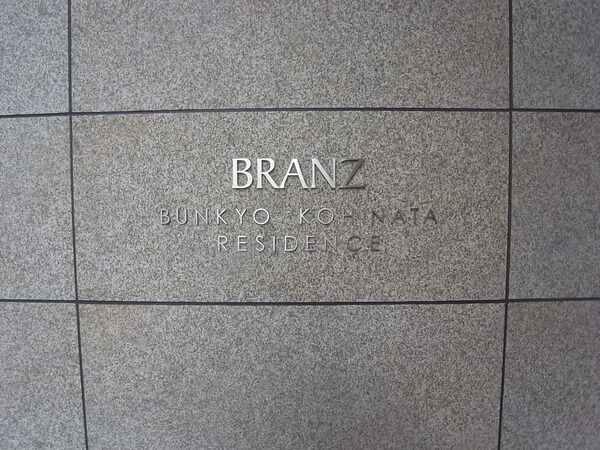 BRANZ
BUNKYO KOHINATA
RESIDENCE